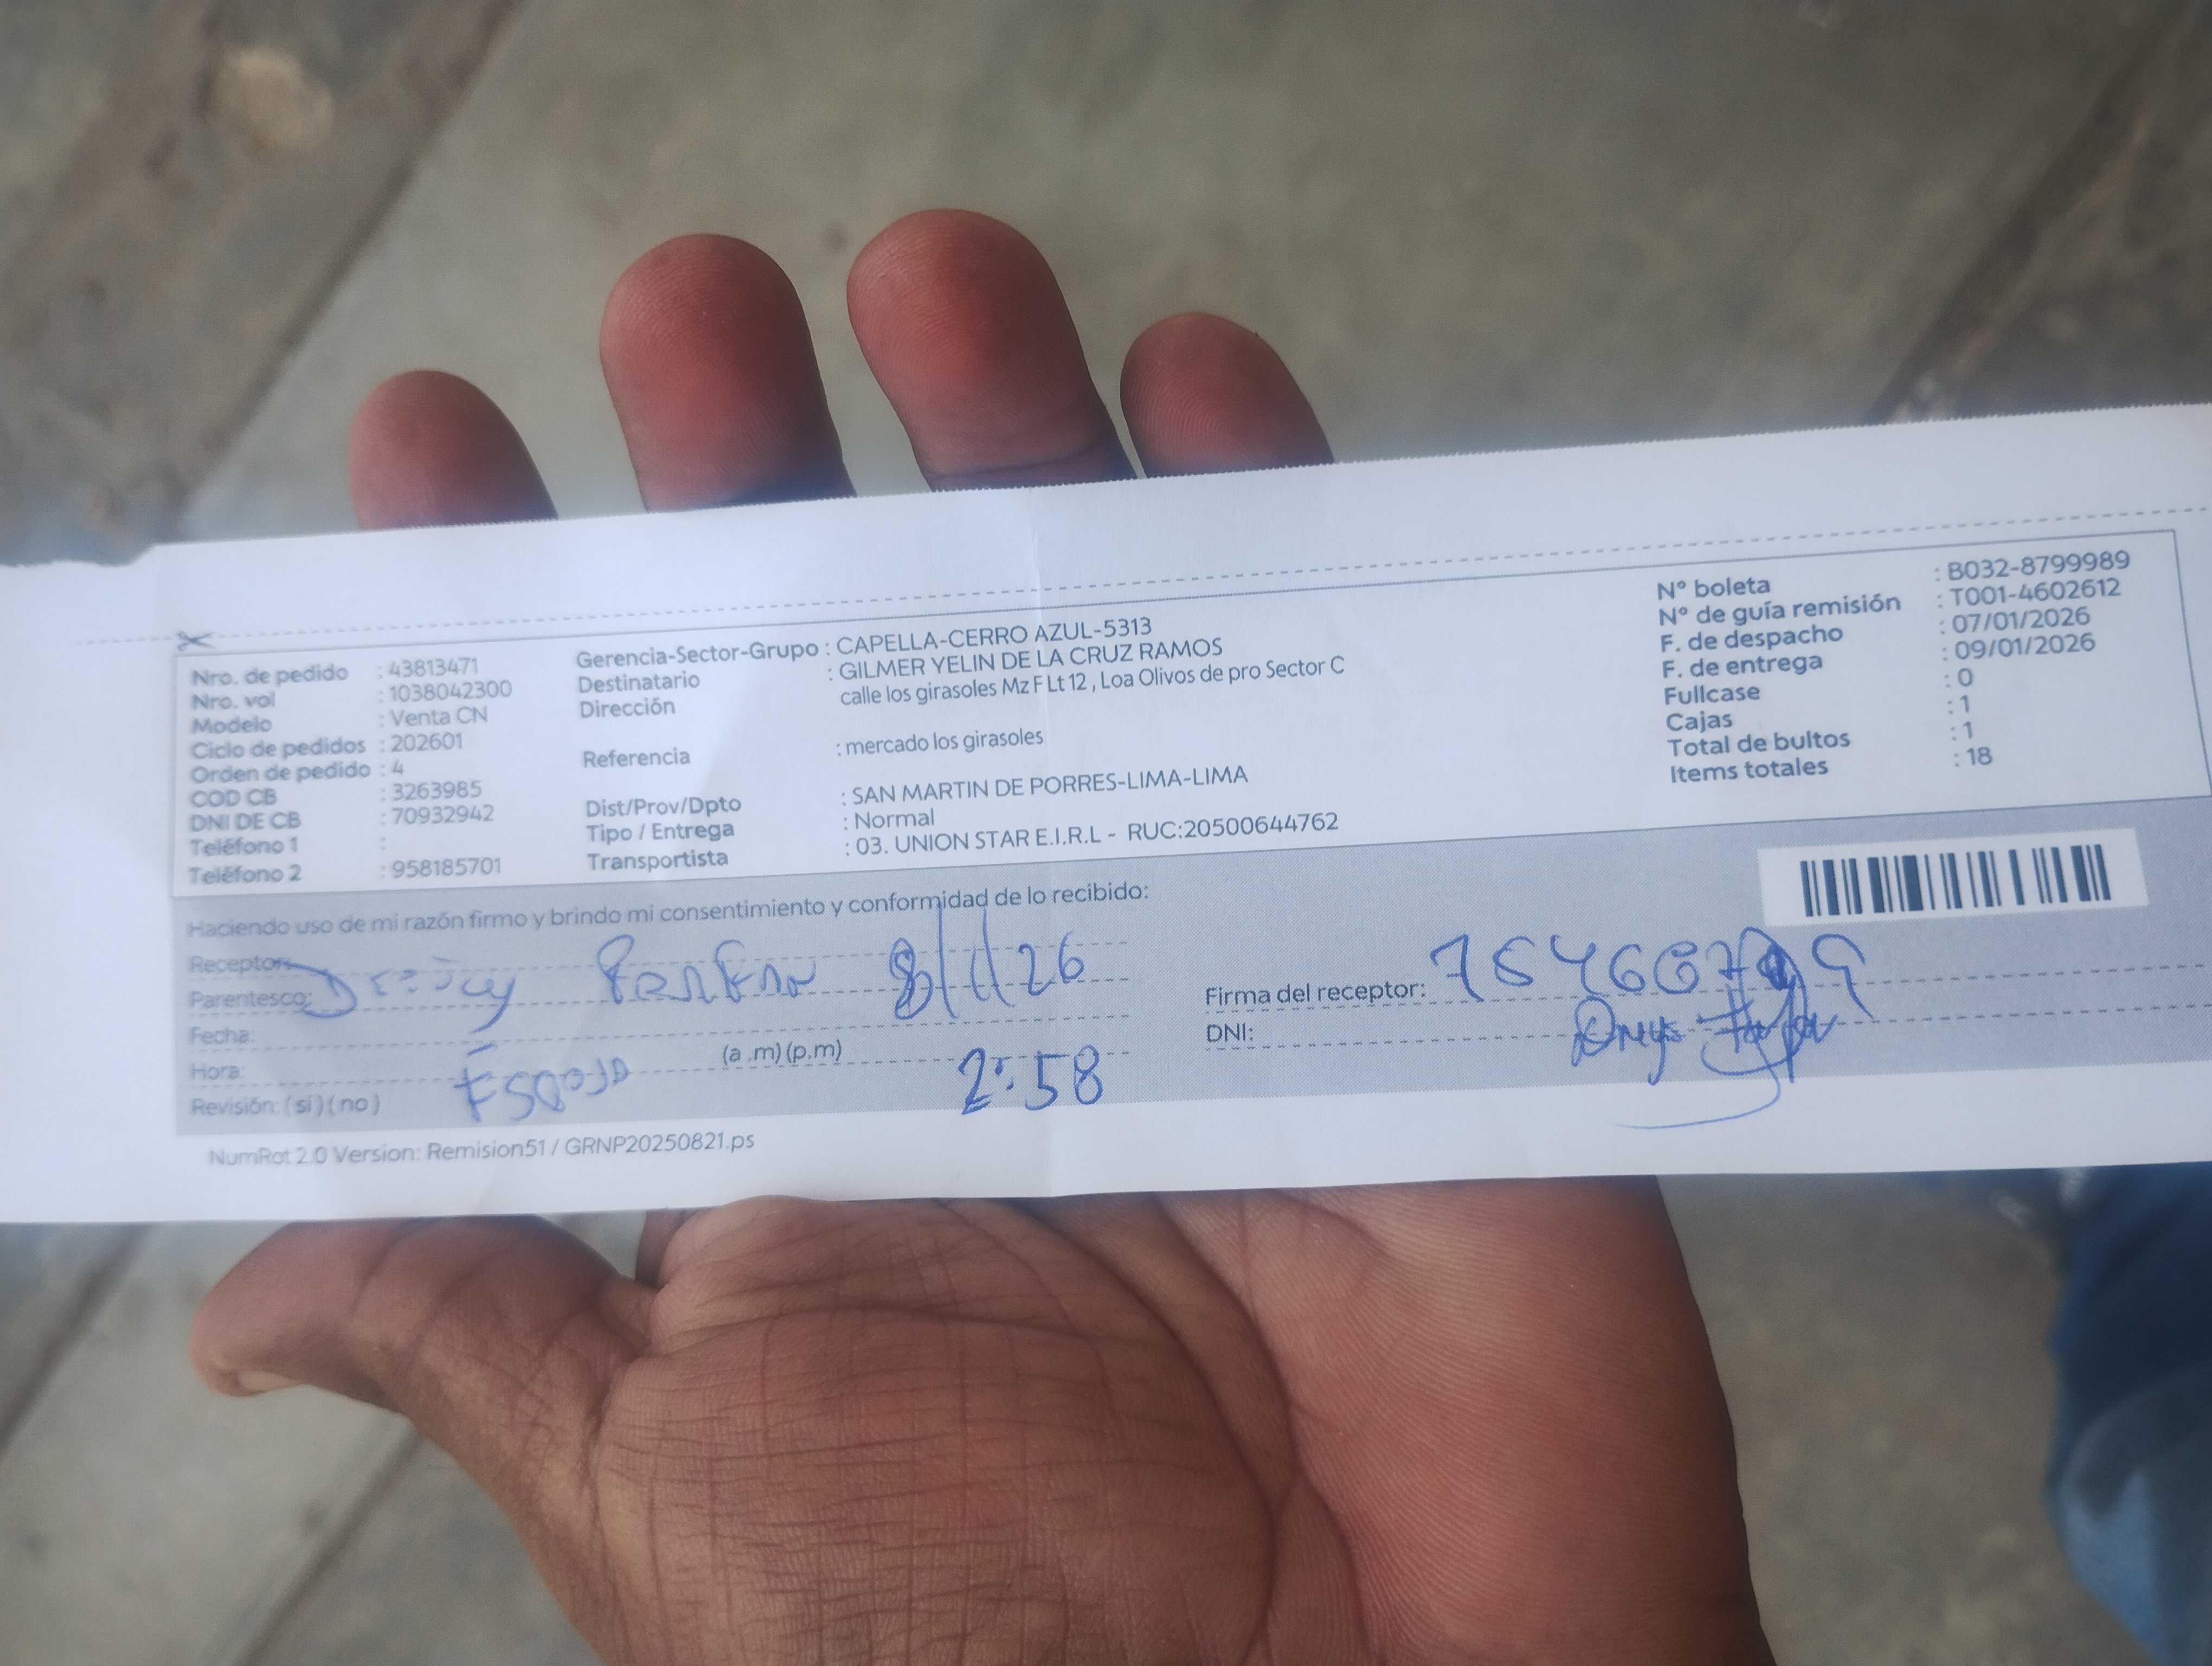 Nro. de pedido : 43813471
Nro. vol : 1038042300
Modelo : Venta CN
Ciclo de pedidos : 202601
Orden de pedido : 4
COD CB : 3263985
DNI DE CB : 70932942
Teléfono 1 :
Teléfono 2 : 958185701
Gerencia-Sector-Grupo : CAPELLA-CERRO AZUL-5313
Destinatario : GILMER YELIN DE LA CRUZ RAMOS
Dirección calle los girasoles Mz F Lt 12 , Loa Olivos de pro Sector C
Referencia : mercado los girasoles
Dist/Prov/Dpto : SAN MARTIN DE PORRES-LIMA-LIMA
Tipo / Entrega : Normal
Transportista : 03. UNION STAR E.I.R.L - RUC:20500644762
N° boleta : B032-8799989
N° de guía remisión : T001-4602612
F. de despacho : 07/01/2026
F. de entrega : 09/01/2026
Fullcase : 0
Cajas : 1
Total de bultos : 1
Items totales : 18
Haciendo uso de mi razón firmo y brindo mi consentimiento y conformidad de lo recibido:
Receptor:
Parentesco: 8/1/26
Fecha:
Hora: (a .m) (p.m) 2:58
Revisión: ( si ) ( no )
Firma del receptor:
DNI:
NumRot 2.0 Version: Remision51 / GRNP20250821.ps